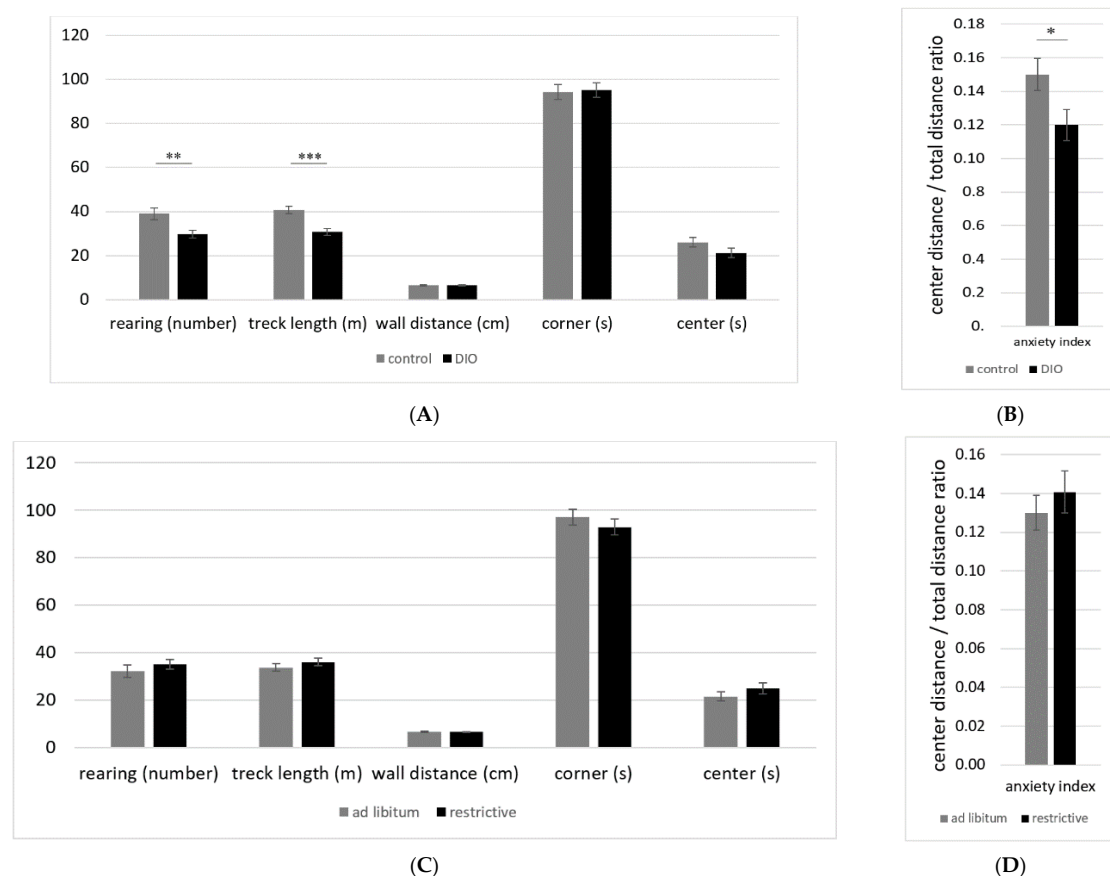 120
100
80
60
40
20
0
**
***
rearing (number) treck length (m) wall distance (cm) corner (s) center (s)
control DIO
(A)
center distance / total distance ratio
0.18
0.16
0.14
0.12
0.10
0.8
0.6
0.4
0.2
0.
*
anxiety index
control DIO
(B)
120
100
80
60
40
20
0
rearing (number) treck length (m) wall distance (cm) corner (s) center (s)
ad libitum restrictive
(C)
center distance / total distance ratio
0.16
0.14
0.12
0.10
0.08
0.06
0.04
0.02
0.00
anxiety index
ad libitum restrictive
(D)